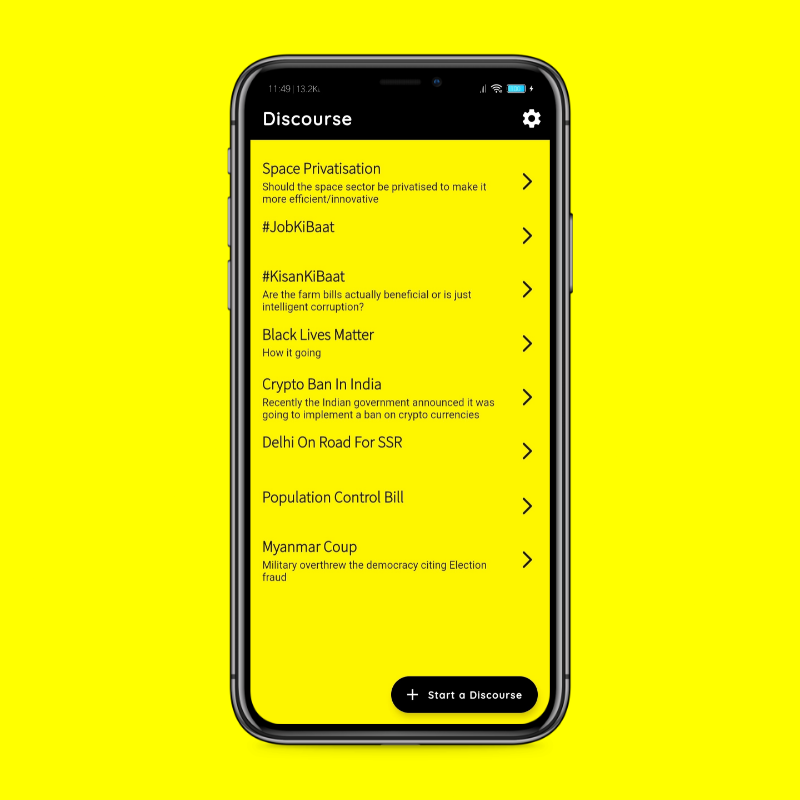 11:49 | 13.2K
Discourse
Space Privatisation
Should the space sector be privatised to make it
more efficient/innovative
#JobKiBaat
#KisanKiBaat
Are the farm bills actually beneficial or is just
intelligent corruption?
Black Lives Matter
How it going
Crypto Ban In India
Recently the Indian government announced it was
going to implement a ban on crypto currencies
Delhi On Road For SSR
Population Control Bill
Myanmar Coup
Military overthrew the democracy citing Election
fraud
+ Start a Discourse